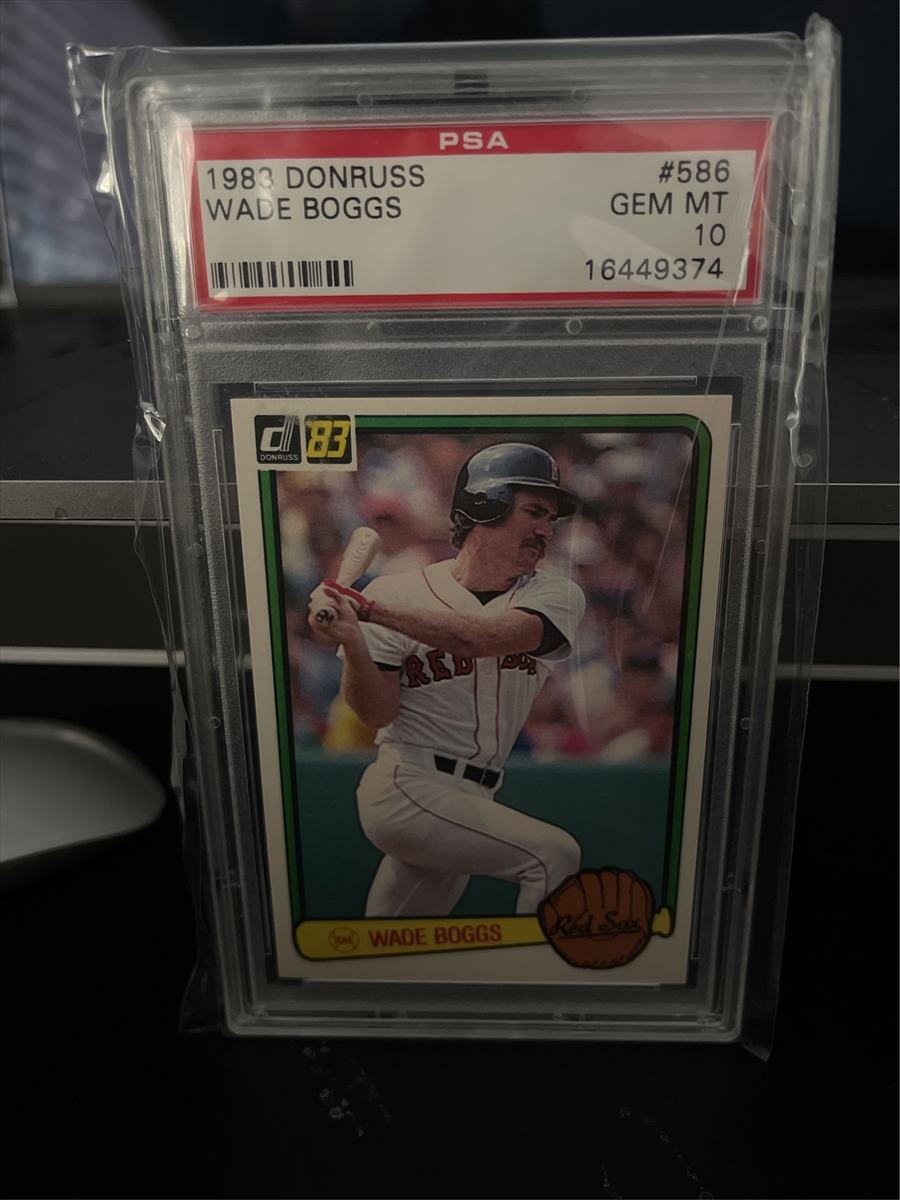 PSA
1983 DONRUSS #586
WADE BOGGS GEM MT
10
16449374
d 83
DONRUSS
RED SOX
WADE BOGGS
Red Sox